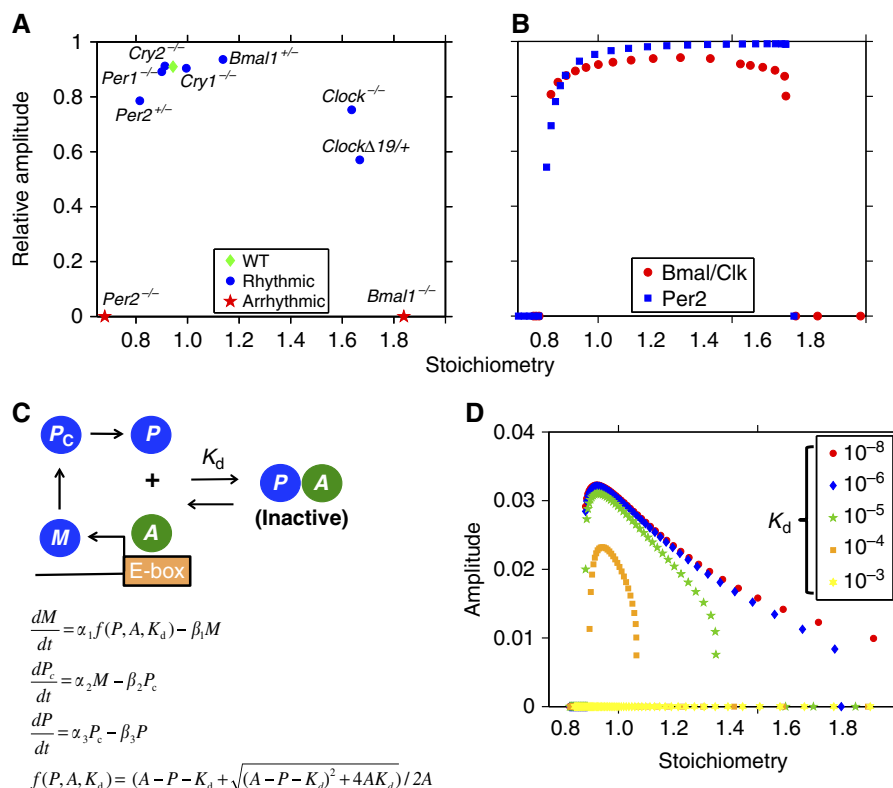 A
Relative amplitude
1
0.8
0.6
0.4
0.2
0
Cry2−/−
Bmal1+/−
Per1−/−
Cry1−/−
Per2+/−
Clock−/−
ClockΔ19/+
WT
Rhythmic
Arrhythmic
Per2−/−
Bmal1−/−
0.8 1.0 1.2 1.4 1.6 1.8
B
Bmal/Clk
Per2
1.0 1.2 1.4 1.6 1.8
Stoichiometry
C
PC P
+
Kd
P A
(Inactive)
M A
E-box
dM/dt = α1 f(P, A, Kd) − β1M
dPc/dt = α2M − β2Pc
dP/dt = α3Pc − β3P
f(P, A, Kd) = (A − P − Kd + √((A − P − Kd)² + 4AKd)) / 2A
D
Amplitude
0.04
0.03
0.02
0.01
0
Kd
10−8
10−6
10−5
10−4
10−3
0.8 1.0 1.2 1.4 1.6 1.8
Stoichiometry